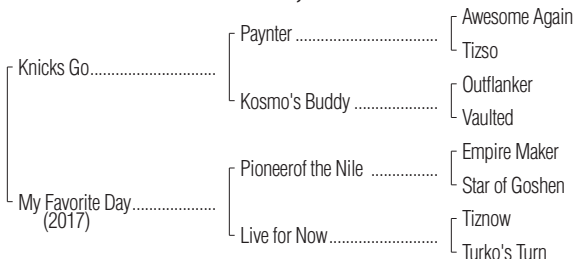 Awesome Again
Paynter
Tizso
Knicks Go
Outflanker
Kosmo's Buddy
Vaulted
Empire Maker
Pioneerof the Nile
Star of Goshen
My Favorite Day
(2017)
Tiznow
Live for Now
Turko's Turn